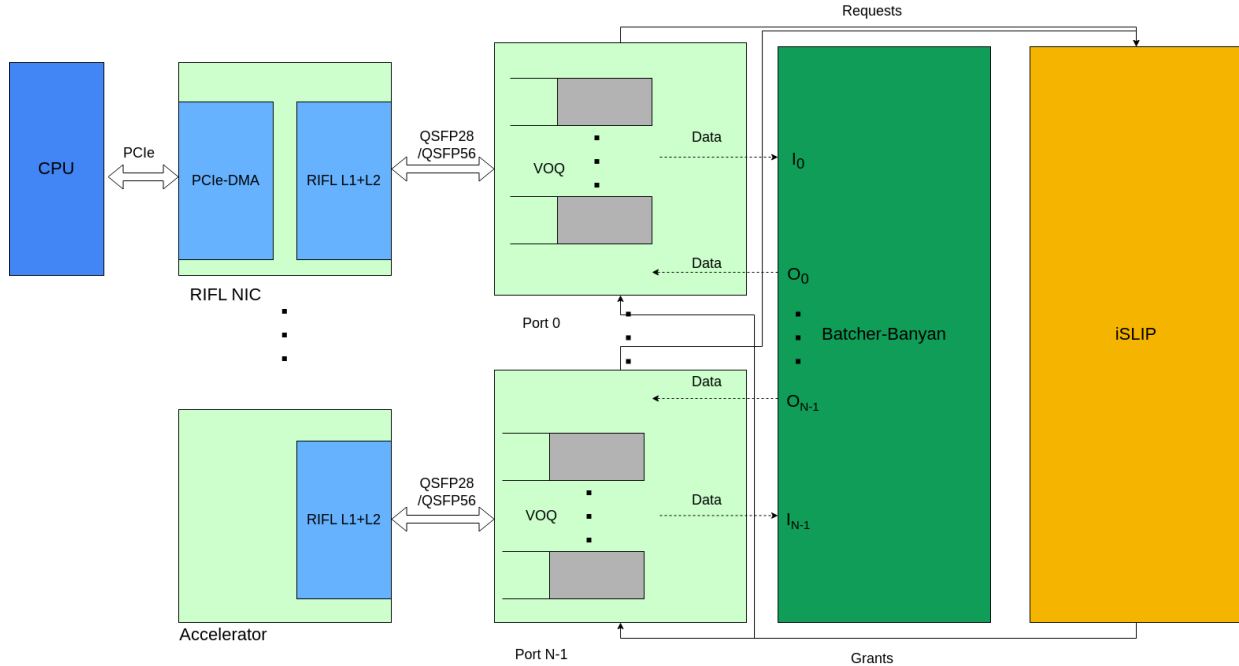 Requests
CPU
PCIe
PCIe-DMA
RIFL L1+L2
RIFL NIC
QSFP28
/QSFP56
VOQ
Data
I0
Data
O0
Port 0
Batcher-Banyan
iSLIP
Data
ON-1
QSFP28
/QSFP56
RIFL L1+L2
VOQ
Data
IN-1
Accelerator
Port N-1
Grants